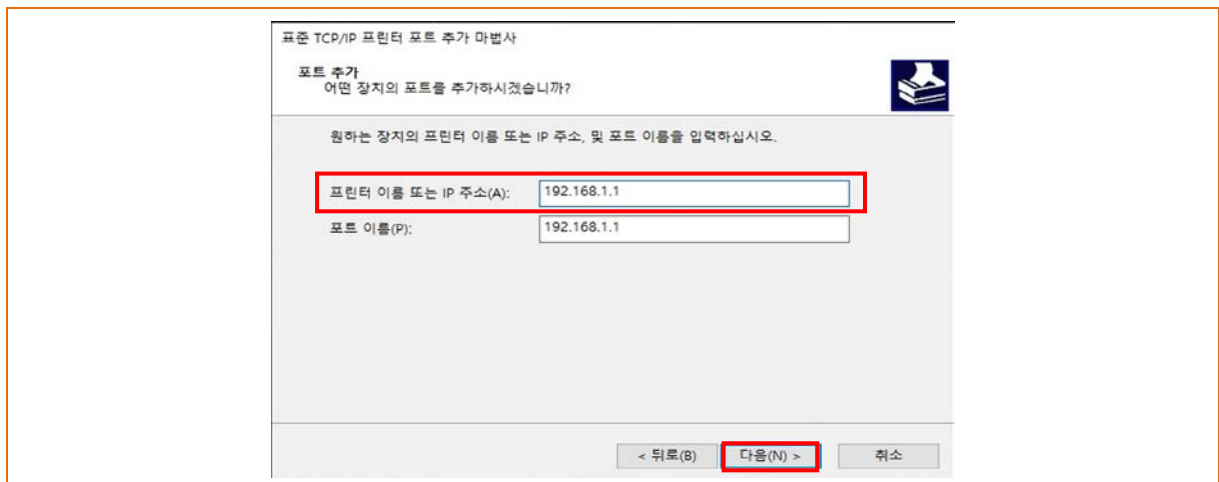 표준 TCP/IP 프린터 포트 추가 마법사
포트 추가
어떤 장치의 포트를 추가하시겠습니까?
원하는 장치의 프린터 이름 또는 IP 주소, 및 포트 이름을 입력하십시오.
프린터 이름 또는 IP 주소(A): 192.168.1.1
포트 이름(P): 192.168.1.1
< 뒤로(B) 다음(N) > 취소